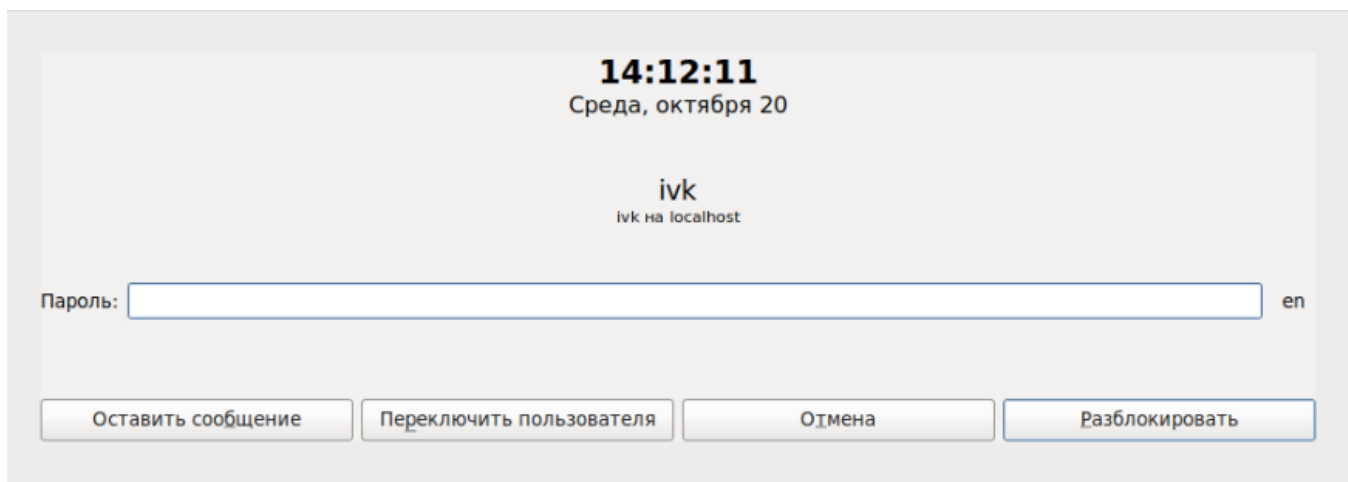 14:12:11
Среда, октября 20
ivk
ivk на localhost
Пароль: en
Оставить сообщение Переключить пользователя Отмена Разблокировать